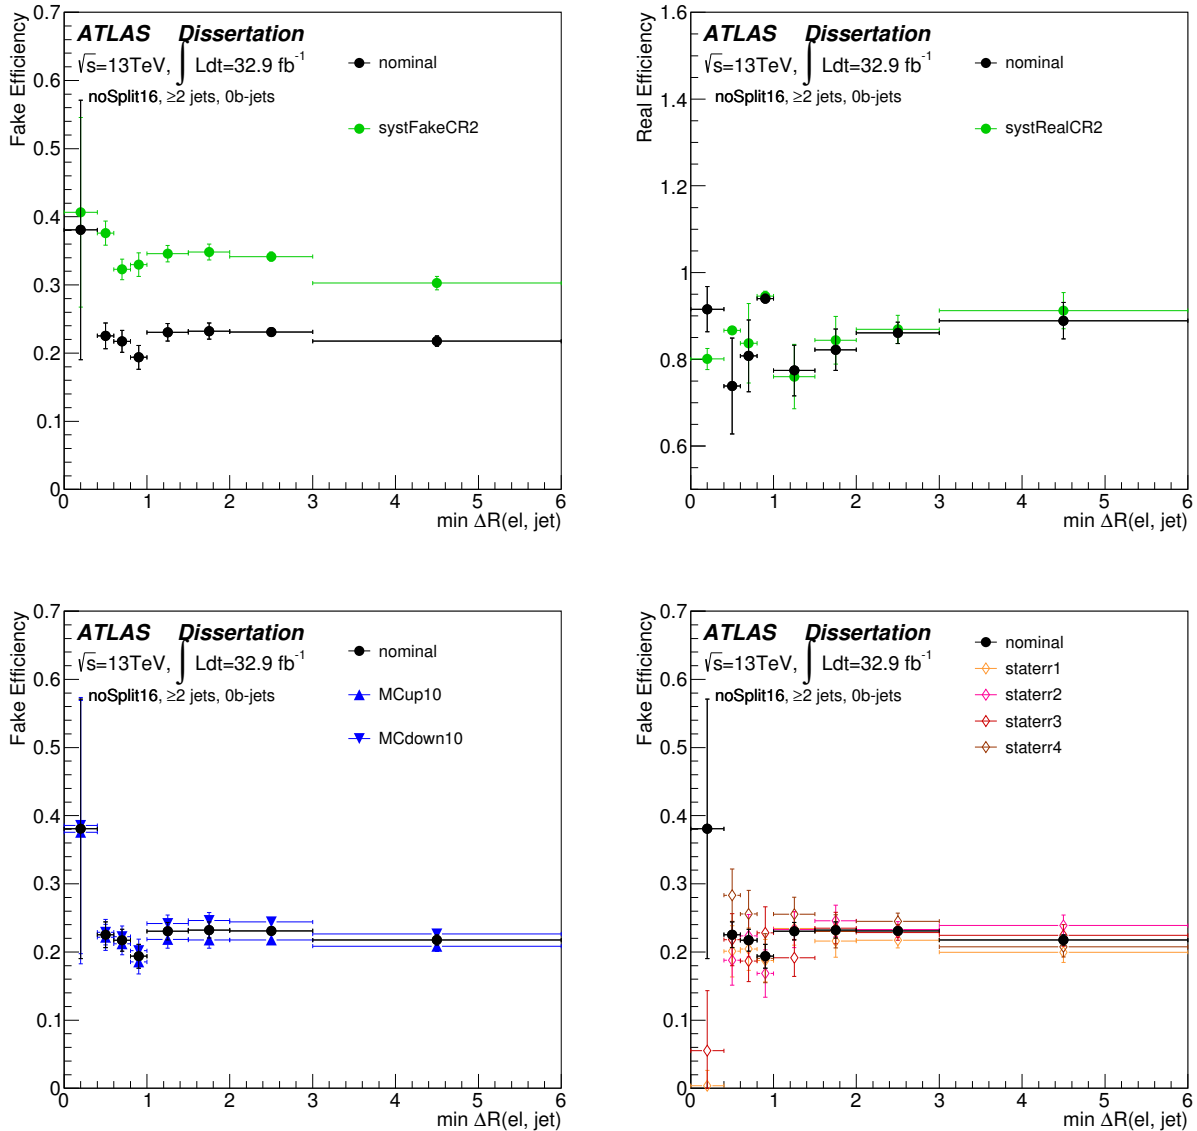 Fake Efficiency
0.7
0.6
0.5
0.4
0.3
0.2
0.1
0
ATLAS Dissertation
√s=13TeV, ∫ Ldt=32.9 fb-1
noSplit16, ≥2 jets, 0b-jets
nominal
systFakeCR2
0 1 2 3 4 5 6
min ΔR(el, jet)
Real Efficiency
1.6
1.4
1.2
1
0.8
0.6
ATLAS Dissertation
√s=13TeV, ∫ Ldt=32.9 fb-1
noSplit16, ≥2 jets, 0b-jets
nominal
systRealCR2
0 1 2 3 4 5 6
min ΔR(el, jet)
Fake Efficiency
0.7
0.6
0.5
0.4
0.3
0.2
0.1
0
ATLAS Dissertation
√s=13TeV, ∫ Ldt=32.9 fb-1
noSplit16, ≥2 jets, 0b-jets
nominal
MCup10
MCdown10
0 1 2 3 4 5 6
min ΔR(el, jet)
Fake Efficiency
0.7
0.6
0.5
0.4
0.3
0.2
0.1
0
ATLAS Dissertation
√s=13TeV, ∫ Ldt=32.9 fb-1
noSplit16, ≥2 jets, 0b-jets
nominal
staterr1
staterr2
staterr3
staterr4
0 1 2 3 4 5 6
min ΔR(el, jet)